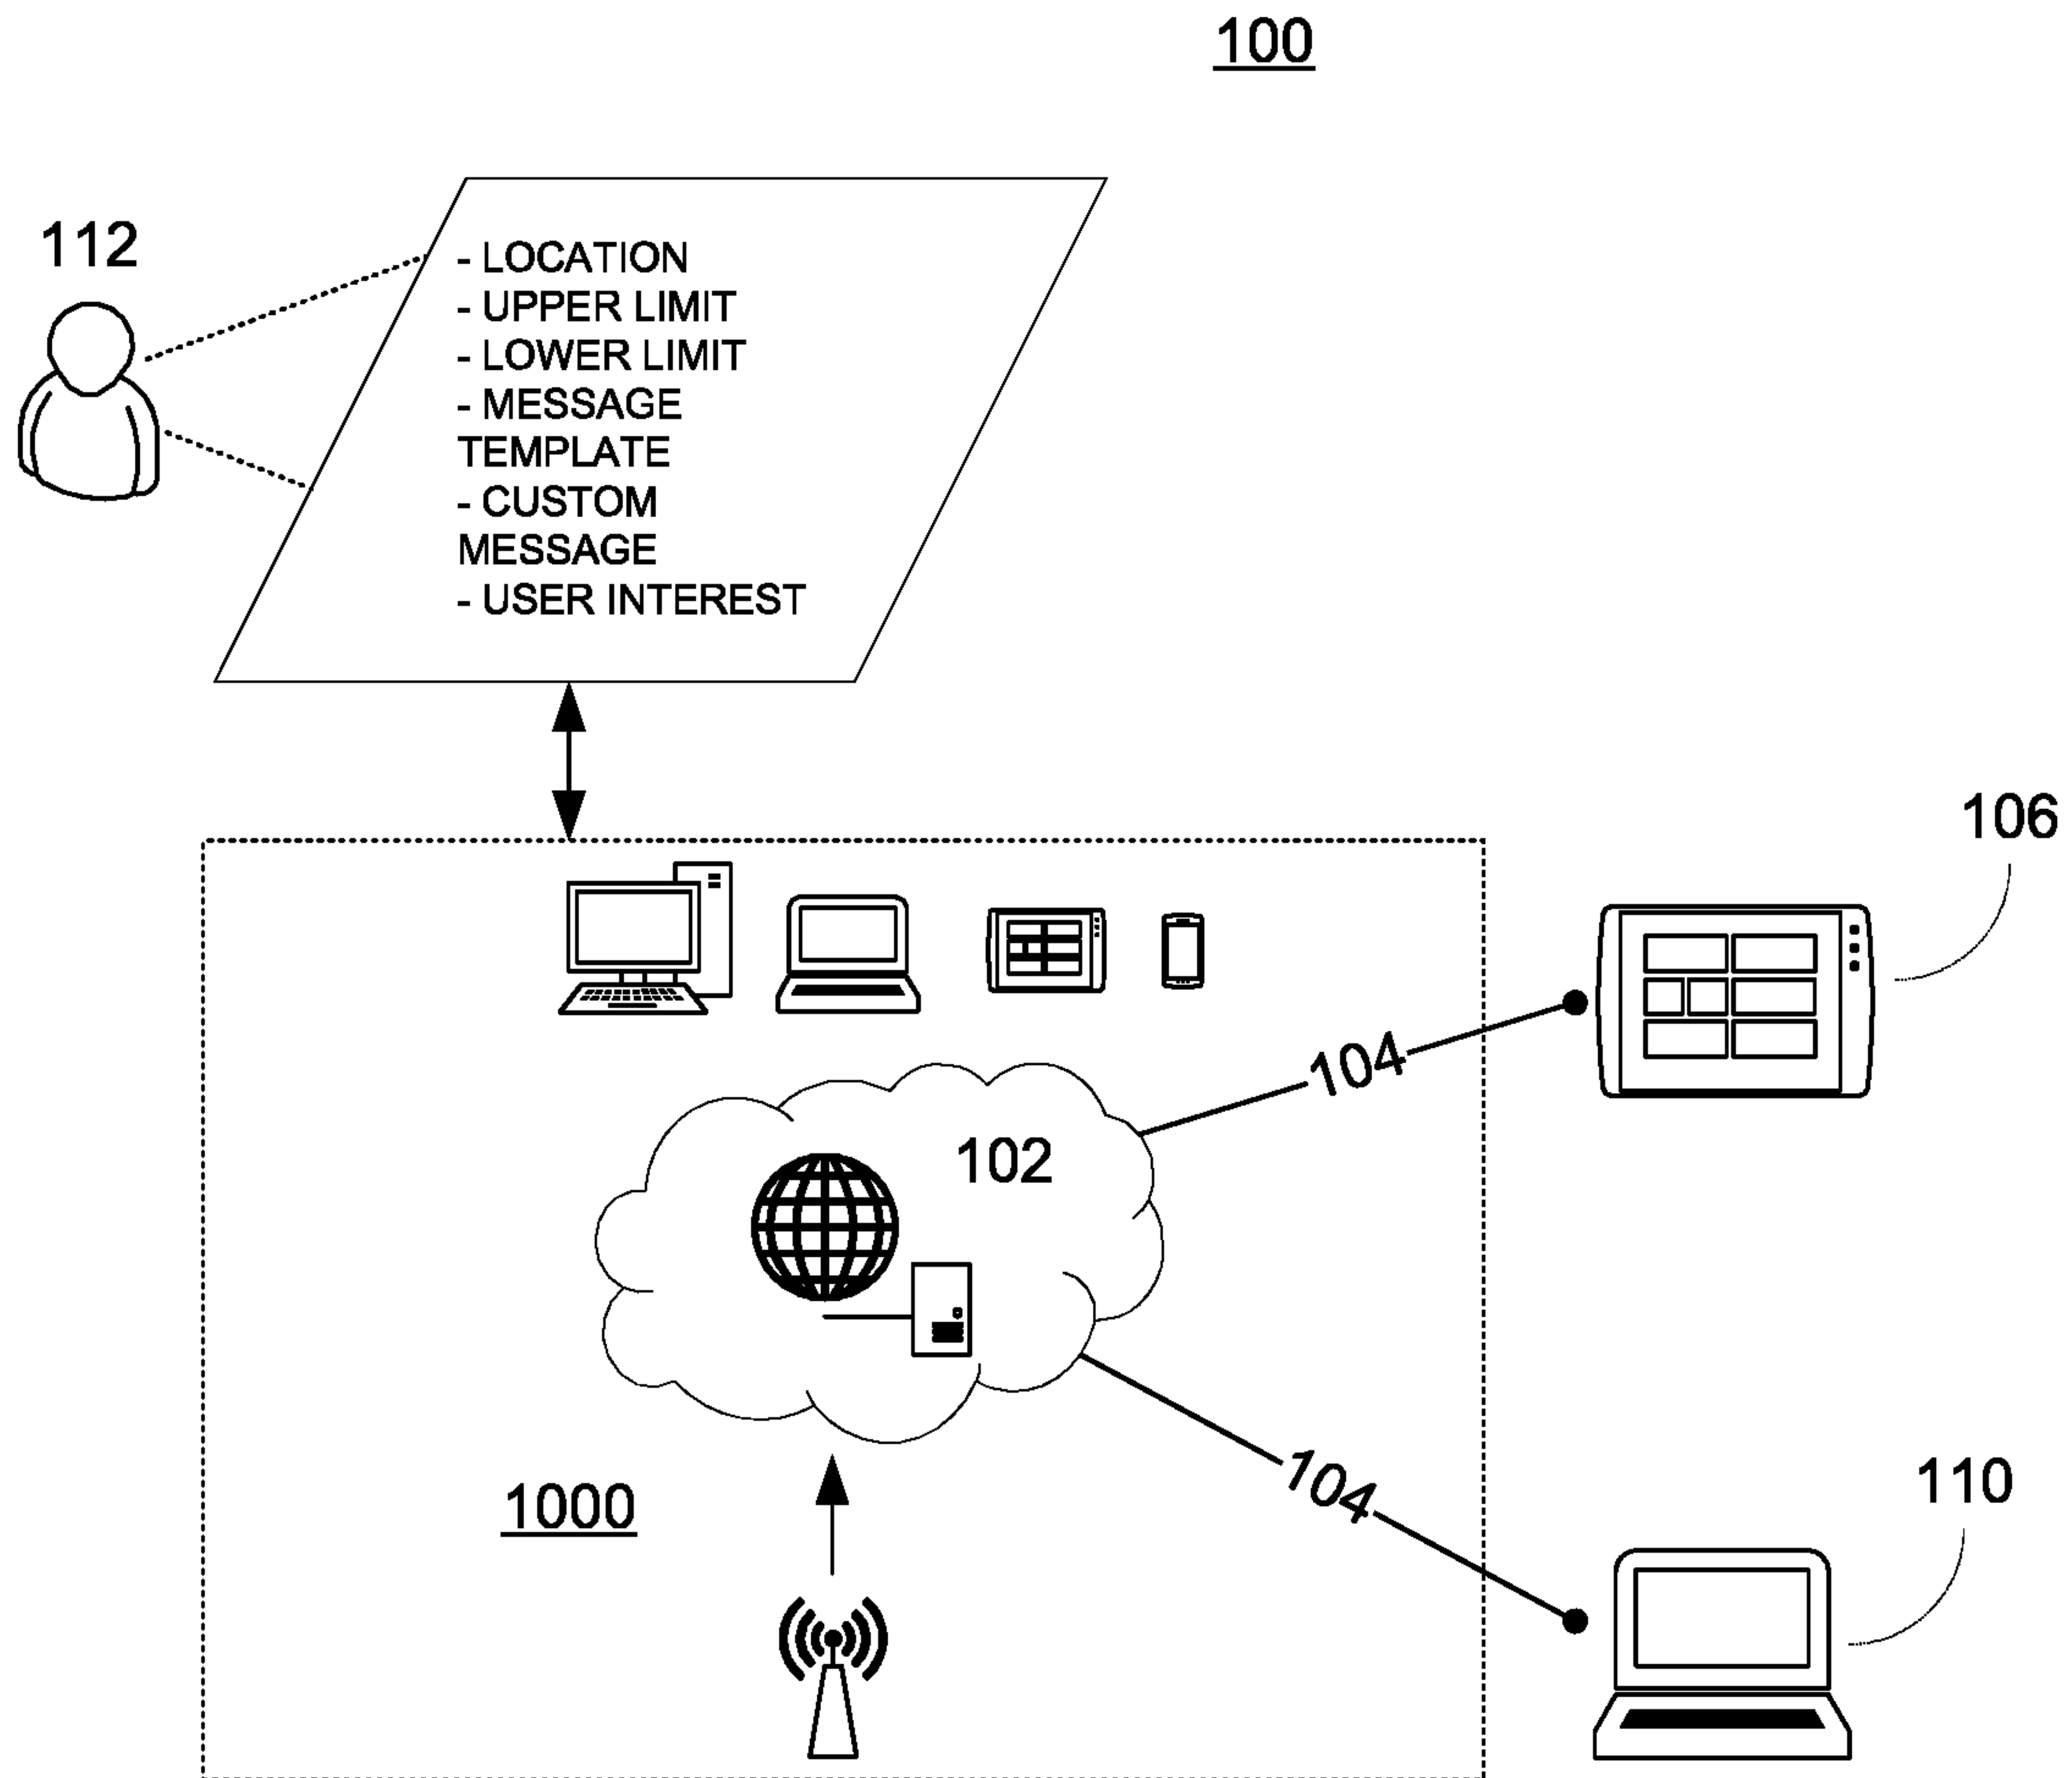 100
112
- LOCATION
- UPPER LIMIT
- LOWER LIMIT
- MESSAGE
TEMPLATE
- CUSTOM
MESSAGE
- USER INTEREST
106
104
102
104
1000
110